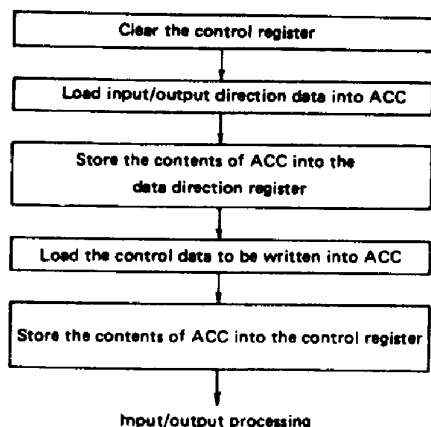 Clear the control register
Load input/output direction data into ACC
Store the contents of ACC into the
data direction register
Load the control data to be written into ACC
Store the contents of ACC into the control register
Input/output processing